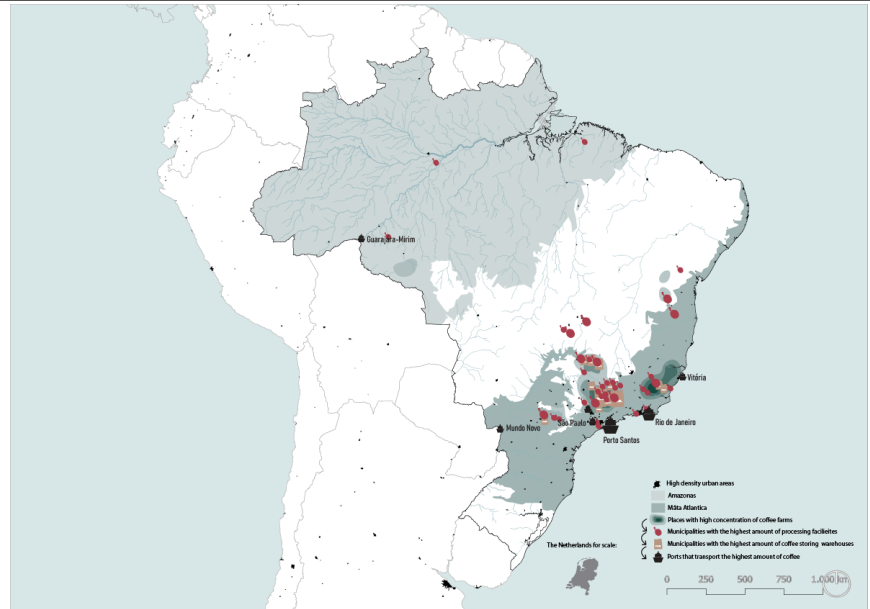 Guarajara-Mirim
Vitória
Rio de Janeiro
São Paulo
Mundo Novo
Porto Santos
High density urban areas
Amazonas
Máta Atlantica
Places with high concentration of coffee farms
Municipalities with the highest amount of processing facilieites
The Netherlands for scale:
Municipalities with the highest amount of coffee storing warehouses
Ports that transport the highest amount of coffee
0 250 500 750 1.000 km